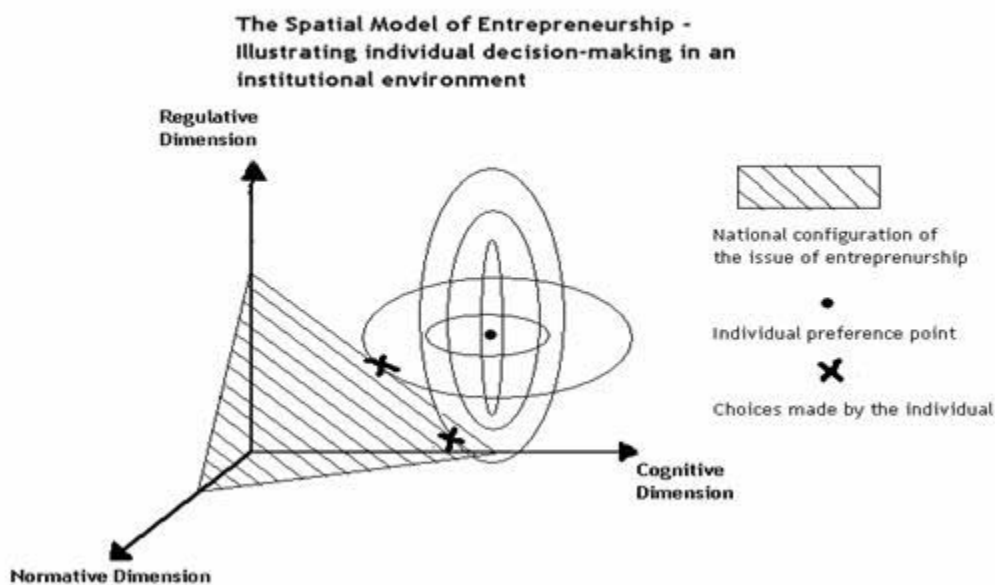 The Spatial Model of Entrepreneurship -
Illustrating individual decision-making in an
institutional environment
Regulative
Dimension
National configuration of
the issue of entreprenurship
Individual preference point
Choices made by the individual
Cognitive
Dimension
Normative Dimension